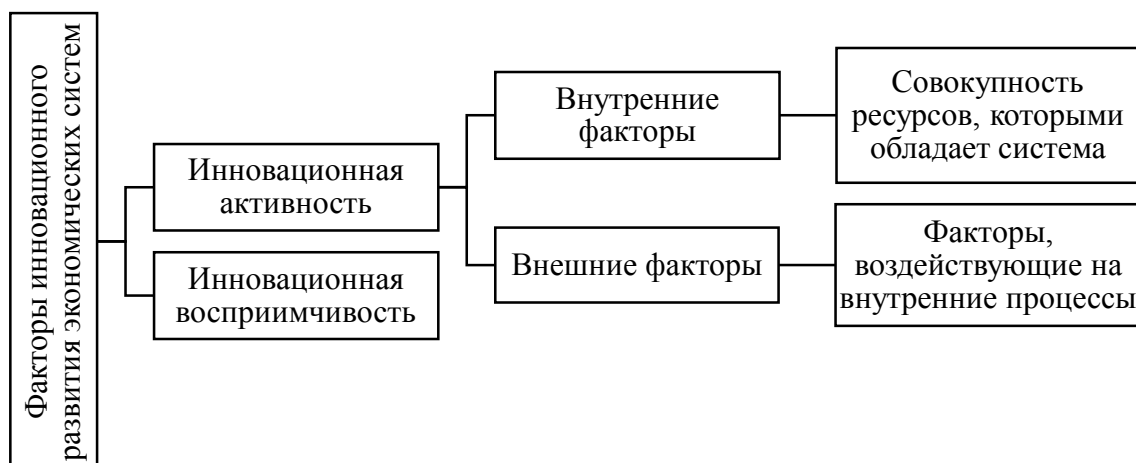 Факторы инновационного
развития экономических систем
Инновационная
активность
Инновационная
восприимчивость
Внутренние
факторы
Внешние факторы
Совокупность
ресурсов, которыми
обладает система
Факторы,
воздействующие на
внутренние процессы